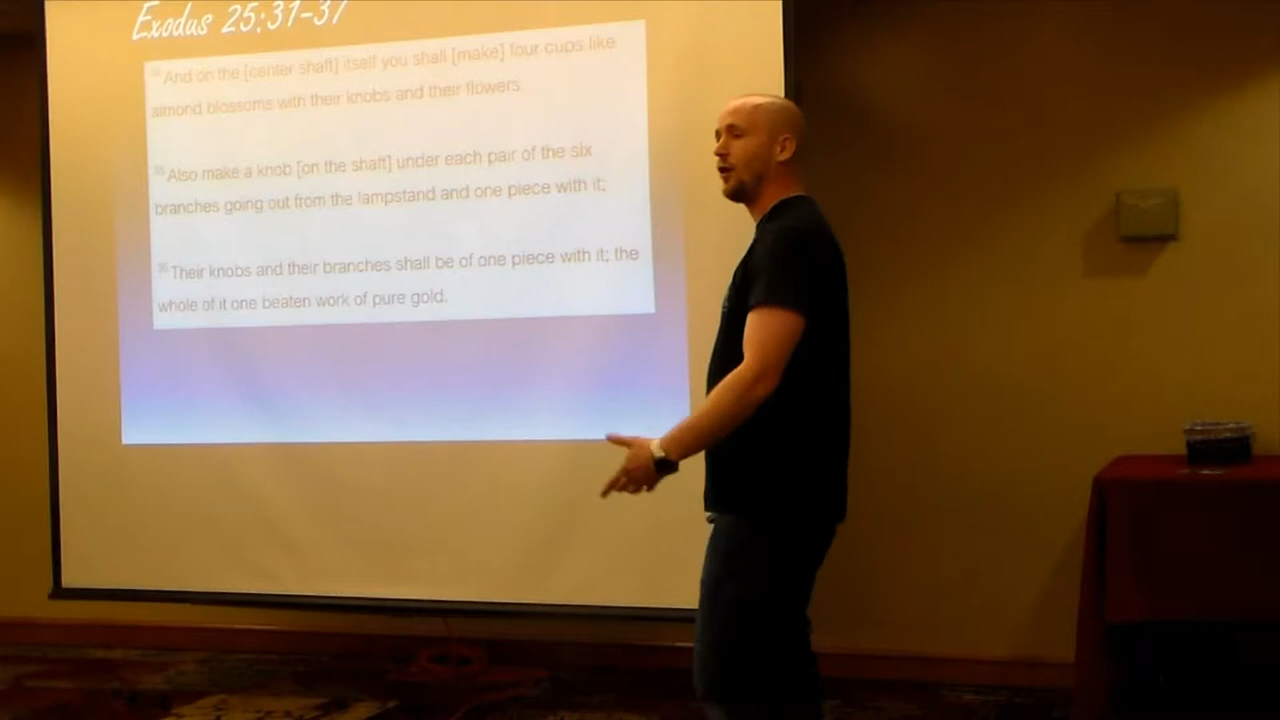 Exodus 25:31-37
34 And on the [center shaft] itself you shall [make] four cups like
almond blossoms with their knobs and their flowers.
35 Also make a knob [on the shaft] under each pair of the six
branches going out from the lampstand and one piece with it;
36 Their knobs and their branches shall be of one piece with it; the
whole of it one beaten work of pure gold.